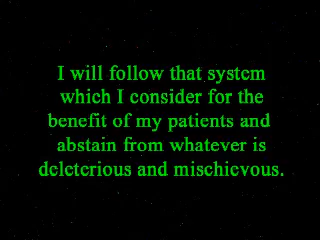 I will follow that system
which I consider for the
benefit of my patients and
abstain from whatever is
deleterious and mischievous.